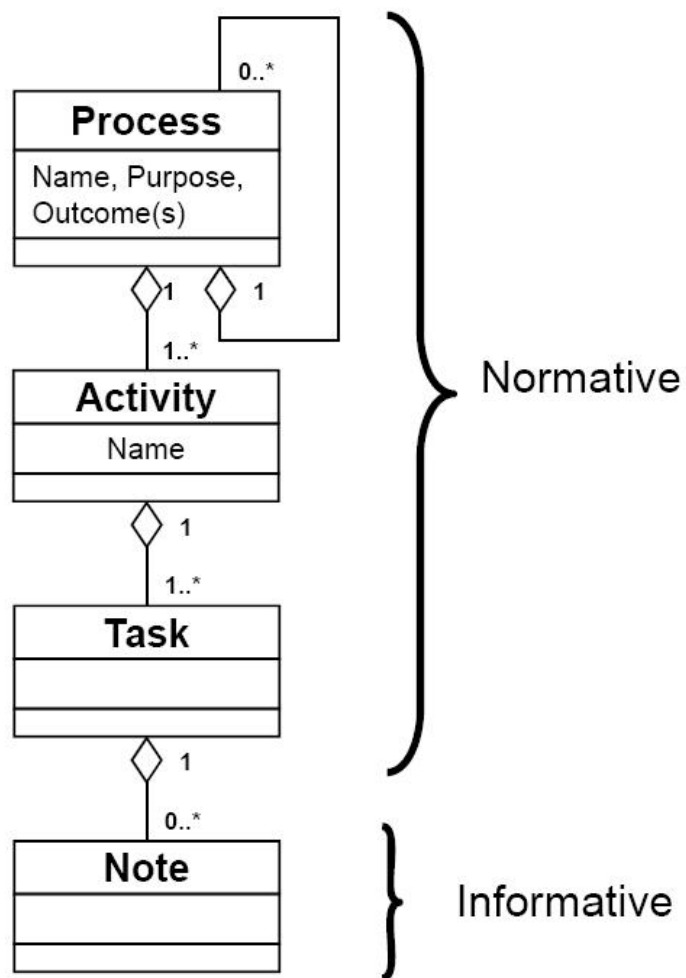 0..*
Process
Name, Purpose,
Outcome(s)
1
1
1..*
Activity
Name
Normative
1
1..*
Task
1
0..*
Note
Informative